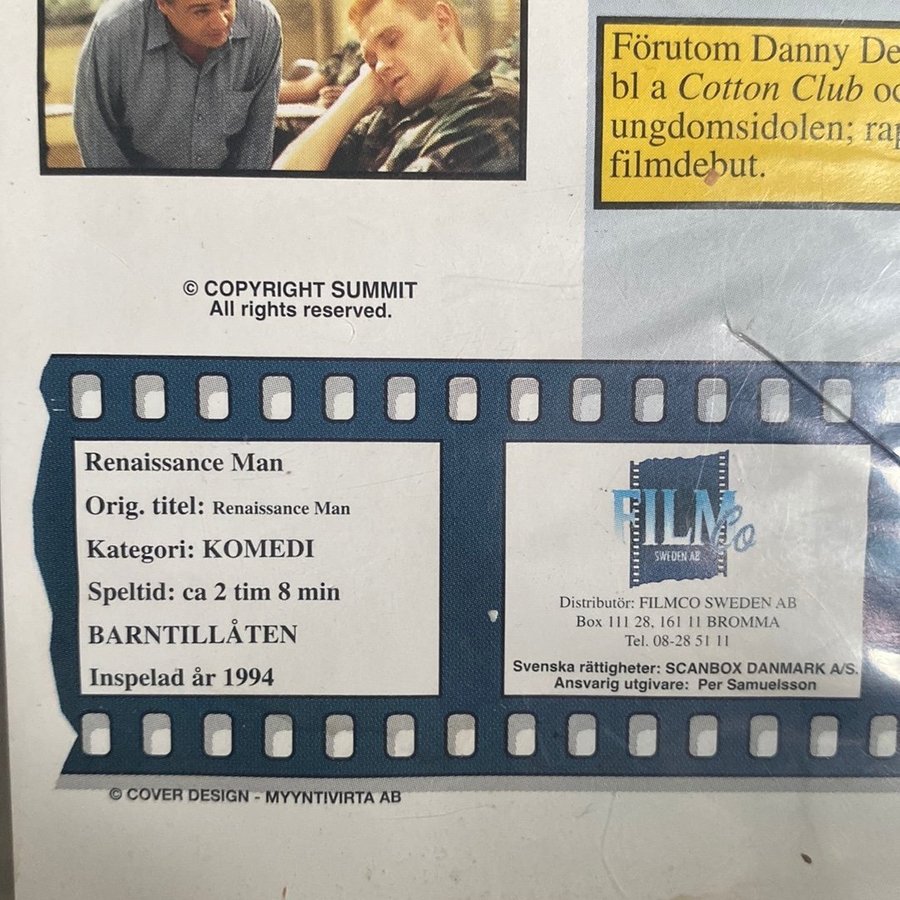 Förutom Danny De
bl a Cotton Club oc
ungdomsidolen; rap
filmdebut.
© COPYRIGHT SUMMIT
All rights reserved.
Renaissance Man
Orig. titel: Renaissance Man
Kategori: KOMEDI
Speltid: ca 2 tim 8 min
BARNTILLÅTEN
Inspelad år 1994
FILMCo
SWEDEN AB
Distributör: FILMCO SWEDEN AB
Box 111 28, 161 11 BROMMA
Tel. 08-28 51 11
Svenska rättigheter: SCANBOX DANMARK A/S.
Ansvarig utgivare: Per Samuelsson
© COVER DESIGN - MYYNTIVIRTA AB